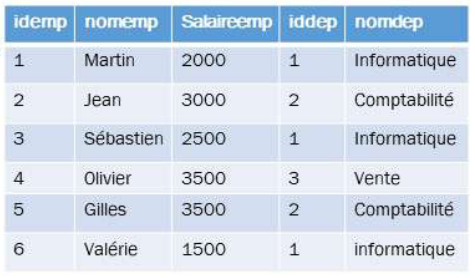 idemp nomemp Salaireemp iddep nomdep
1 Martin 2000 1 Informatique
2 Jean 3000 2 Comptabilité
3 Sébastien 2500 1 Informatique
4 Olivier 3500 3 Vente
5 Gilles 3500 2 Comptabilité
6 Valérie 1500 1 informatique